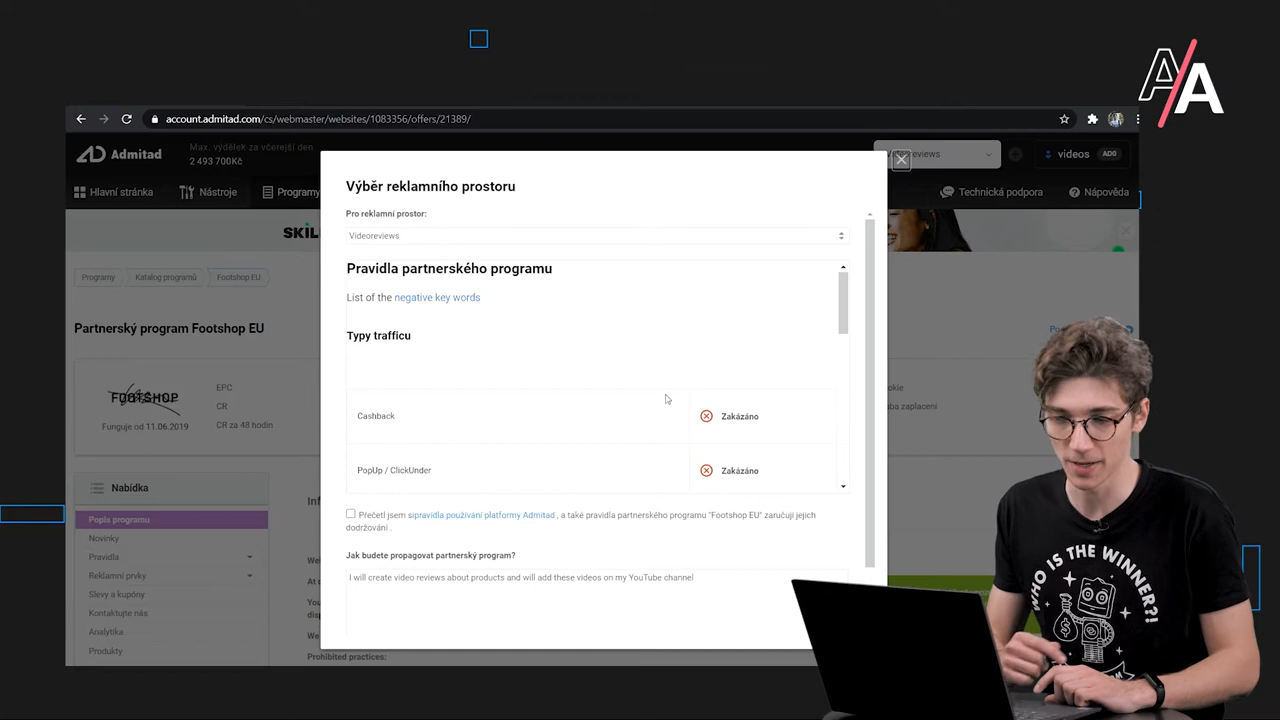 A/A
account.admitad.com/cs/webmaster/websites/1083356/offers/21389/
Admitad
Max. výdělek za včerejší den
2 493 700Kč
videos
AD0
Hlavní stránka
Nástroje
Programy
Technická podpora
Nápověda
SKIL
Programy
Katalog programů
Footshop EU
Partnerský program Footshop EU
FOOTSHOP
Funguje od 11.06.2019
EPC
CR
CR za 48 hodin
Nabídka
Popis programu
Novinky
Pravidla
Reklamní prvky
Slevy a kupóny
Kontaktujte nás
Analytika
Produkty
Prohibited practices:
Výběr reklamního prostoru
Pro reklamní prostor:
Videoreviews
Pravidla partnerského programu
List of the negative key words
Typy trafficu
Cashback
Zakázáno
PopUp / ClickUnder
Zakázáno
Přečetl jsem sipravidla používání platformy Admitad , a také pravidla partnerského programu "Footshop EU" zaručují jejich
dodržování .
Jak budete propagovat partnerský program?
I will create video reviews about products and will add these videos on my YouTube channel
WHO IS THE WINNER?!